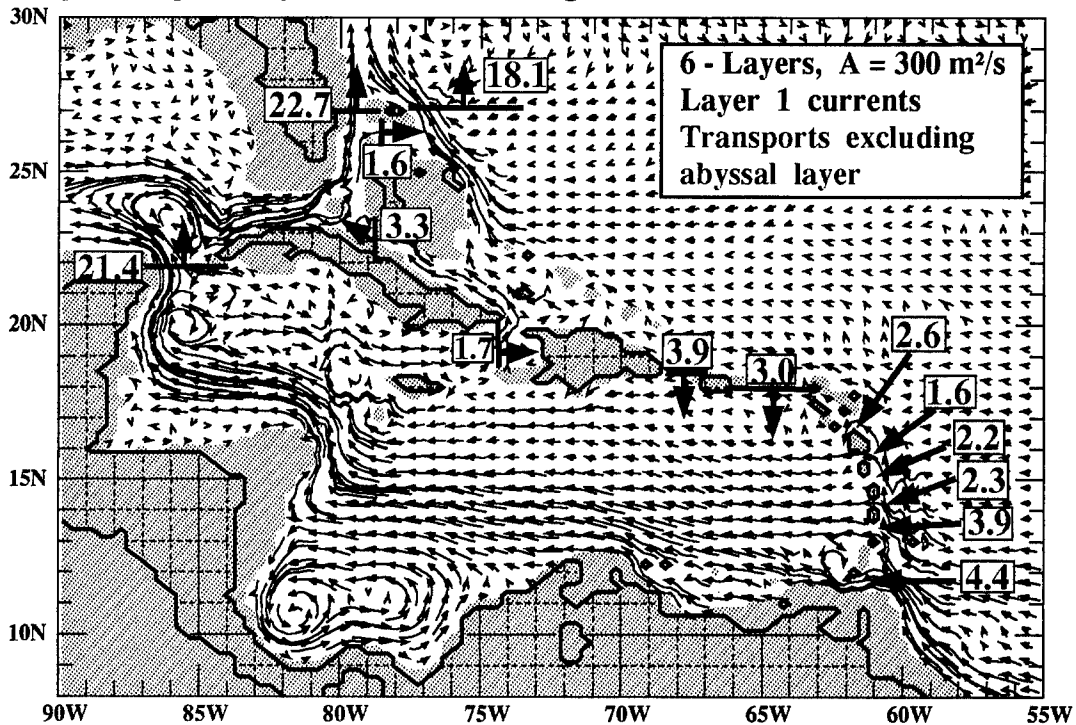 30N
18.1
6 - Layers, A = 300 m²/s
Layer 1 currents
Transports excluding
abyssal layer
22.7
1.6
25N
3.3
21.4
20N
1.7
3.9
3.0
2.6
1.6
2.2
15N
2.3
3.9
4.4
10N
90W 85W 80W 75W 70W 65W 60W 55W